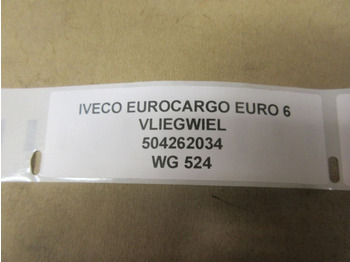 IVECO EUROCARGO EURO 6
VLIEGWIEL
504262034
WG 524